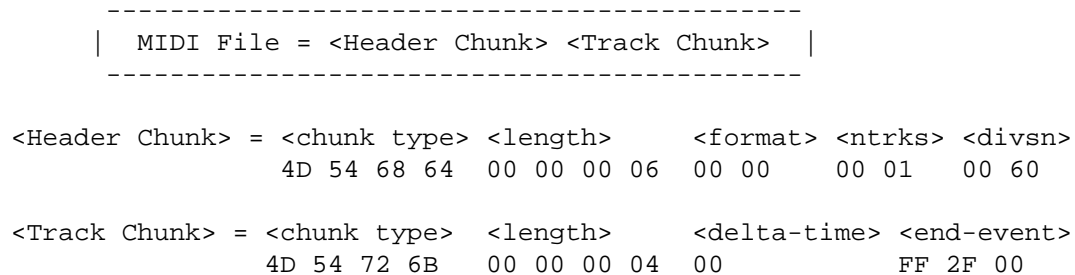 ---------------------------------------------
| MIDI File = <Header Chunk> <Track Chunk> |
---------------------------------------------
<Header Chunk> = <chunk type> <length> <format> <ntrks> <divsn>
4D 54 68 64 00 00 00 06 00 00 00 01 00 60
<Track Chunk> = <chunk type> <length> <delta-time> <end-event>
4D 54 72 6B 00 00 00 04 00 FF 2F 00